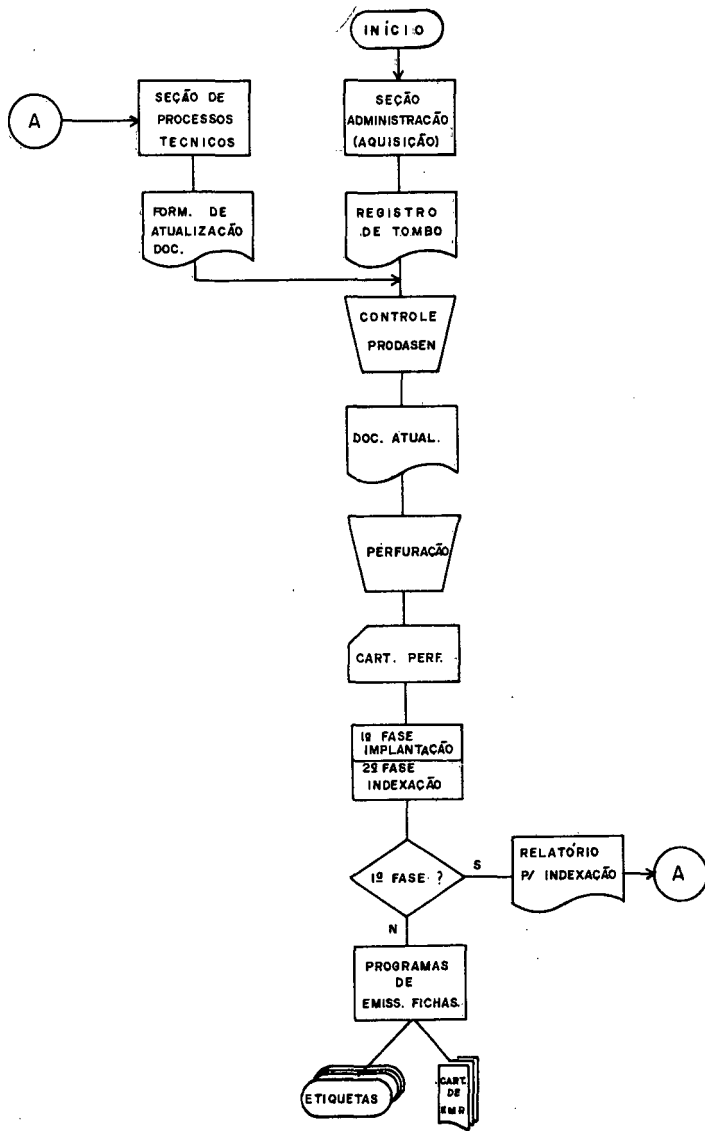 INÍCIO
A
SEÇÃO DE
PROCESSOS
TECNICOS
SEÇÃO
ADMINISTRAÇÃO
(AQUISIÇÃO)
FORM. DE
ATUALIZAÇÃO
DOC.
REGISTRO
DE TOMBO
CONTROLE
PRODASEN
DOC. ATUAL.
PERFURAÇÃO
CART. PERF.
1º FASE
IMPLANTAÇÃO
2º FASE
INDEXAÇÃO
1º FASE ?
S
RELATÓRIO
P/ INDEXAÇÃO
A
N
PROGRAMAS
DE
EMISS. FICHAS.
ETIQUETAS
CART.
DE
EMP.